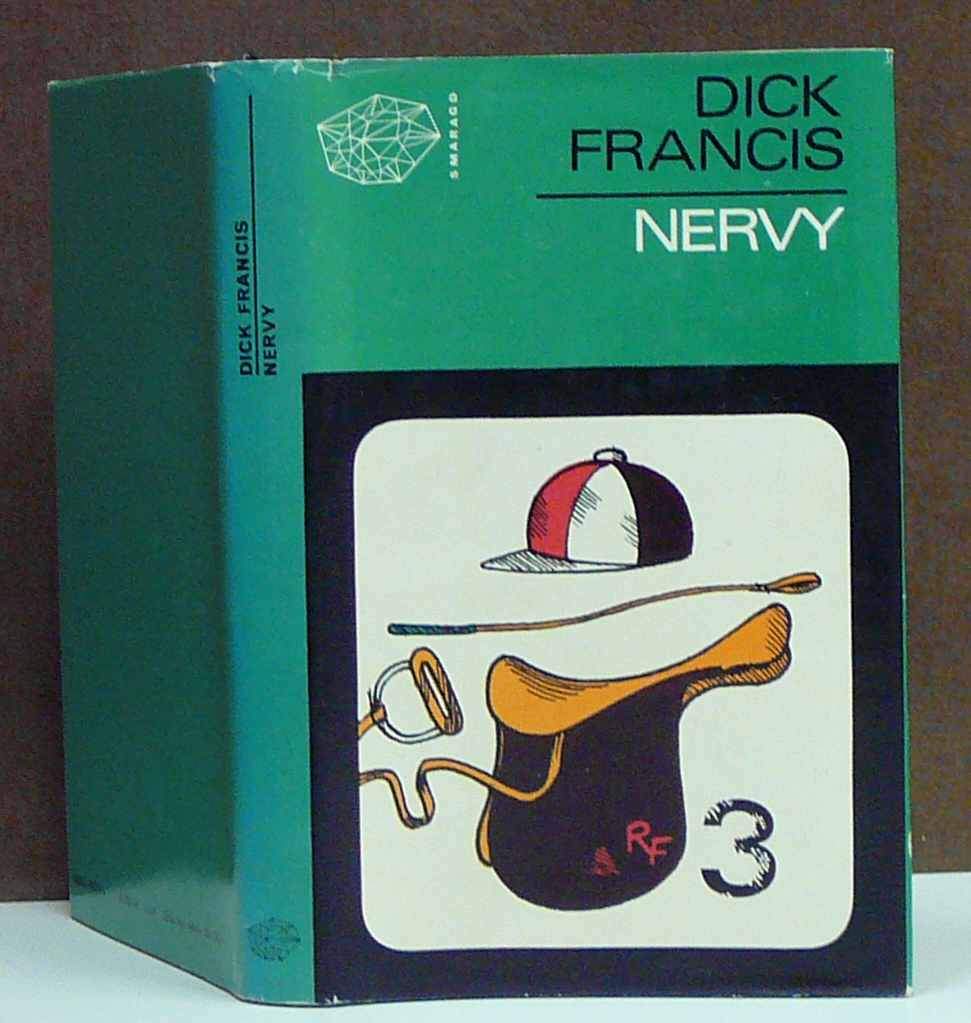 DICK
FRANCIS
NERVY
SMARAGD
DICK FRANCIS
NERVY
RF
3